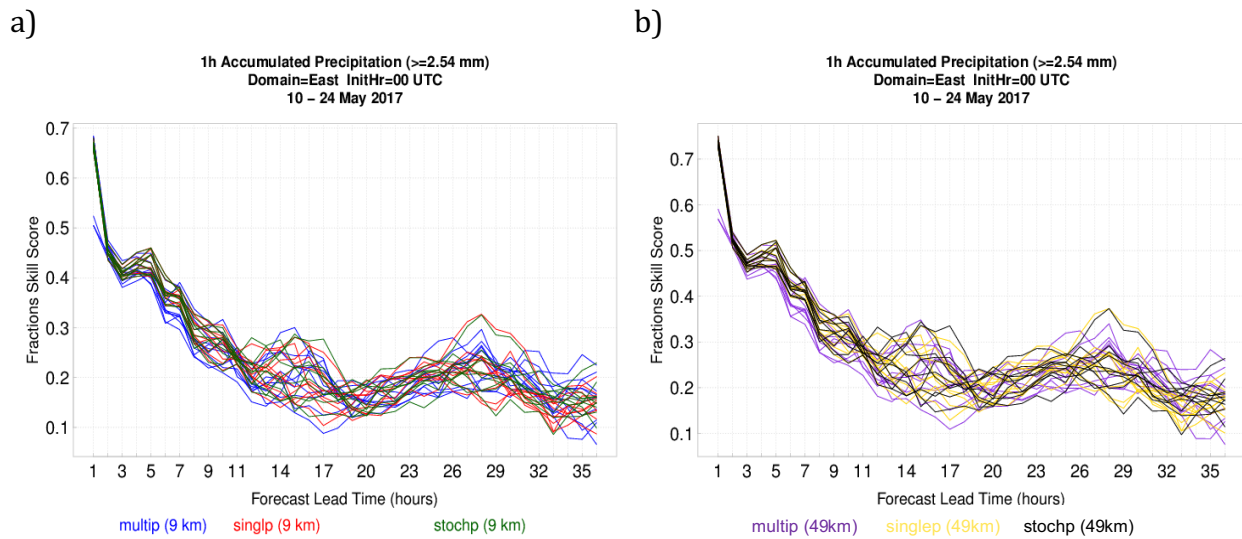 a)
1h Accumulated Precipitation (>=2.54 mm)
Domain=East InitHr=00 UTC
10 – 24 May 2017
Fractions Skill Score
0.7
0.6
0.5
0.4
0.3
0.2
0.1
1 3 5 7 9 11 14 17 20 23 26 29 32 35
Forecast Lead Time (hours)
multip (9 km) singlp (9 km) stochp (9 km)
b)
1h Accumulated Precipitation (>=2.54 mm)
Domain=East InitHr=00 UTC
10 – 24 May 2017
Fractions Skill Score
0.7
0.6
0.5
0.4
0.3
0.2
0.1
1 3 5 7 9 11 14 17 20 23 26 29 32 35
Forecast Lead Time (hours)
multip (49km) singlep (49km) stochp (49km)